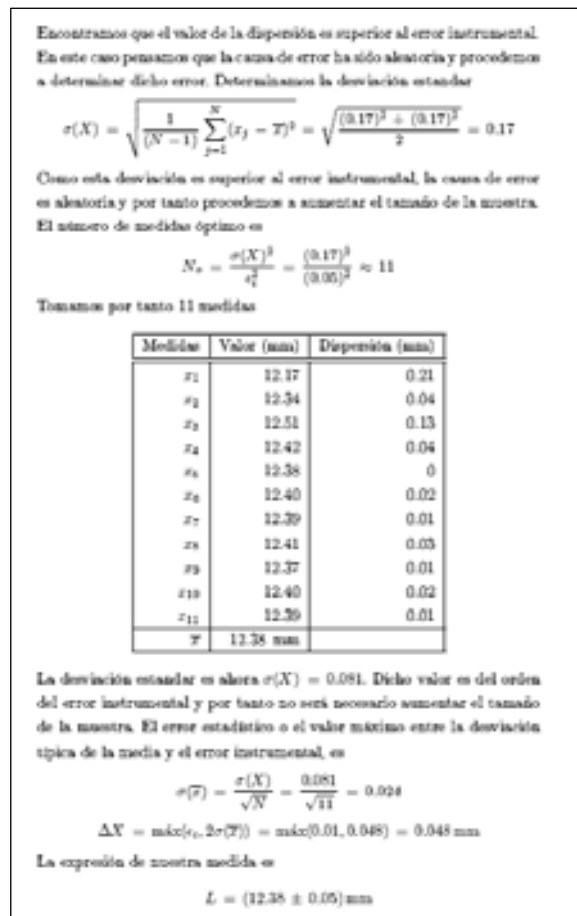 Encontramos que el valor de la dispersión es superior al error instrumental.
En este caso pensamos que la causa de error ha sido aleatoria y procedemos
a determinar dicho error. Determinamos la desviación estandar
σ(X) = √(1/(N − 1) ∑_{j=1}^{N} (x_j − x̅)²) = √(((0.17)² + (0.17)²)/2) = 0.17
Como esta desviación es superior al error instrumental, la causa de error
es aleatoria y por tanto procedemos a aumentar el tamaño de la muestra.
El número de medidas óptimo es
N_o = σ(X)²/ε_i² = (0.17)²/(0.05)² ≈ 11
Tomamos por tanto 11 medidas
Medidas Valor (mm) Dispersión (mm)
x₁ 12.17 0.21
x₂ 12.34 0.04
x₃ 12.51 0.13
x₄ 12.42 0.04
x₅ 12.38 0
x₆ 12.40 0.02
x₇ 12.39 0.01
x₈ 12.41 0.03
x₉ 12.37 0.01
x₁₀ 12.40 0.02
x₁₁ 12.39 0.01
x̅ 12.38 mm
La desviación estandar es ahora σ(X) = 0.081. Dicho valor es del orden
del error instrumental y por tanto no será necesario aumentar el tamaño
de la muestra. El error estadístico o el valor máximo entre la desviación
típica de la media y el error instrumental, es
σ(x̅) = σ(X)/√N = 0.081/√11 = 0.024
ΔX = máx(ε_i, 2σ(x̅)) = máx(0.01, 0.048) = 0.048 mm
La expresión de nuestra medida es
L = (12.38 ± 0.05) mm